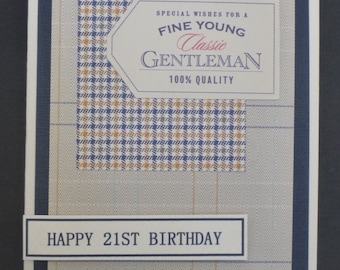 SPECIAL WISHES FOR A
FINE YOUNG
Classic
GENTLEMAN
100% QUALITY
HAPPY 21ST BIRTHDAY